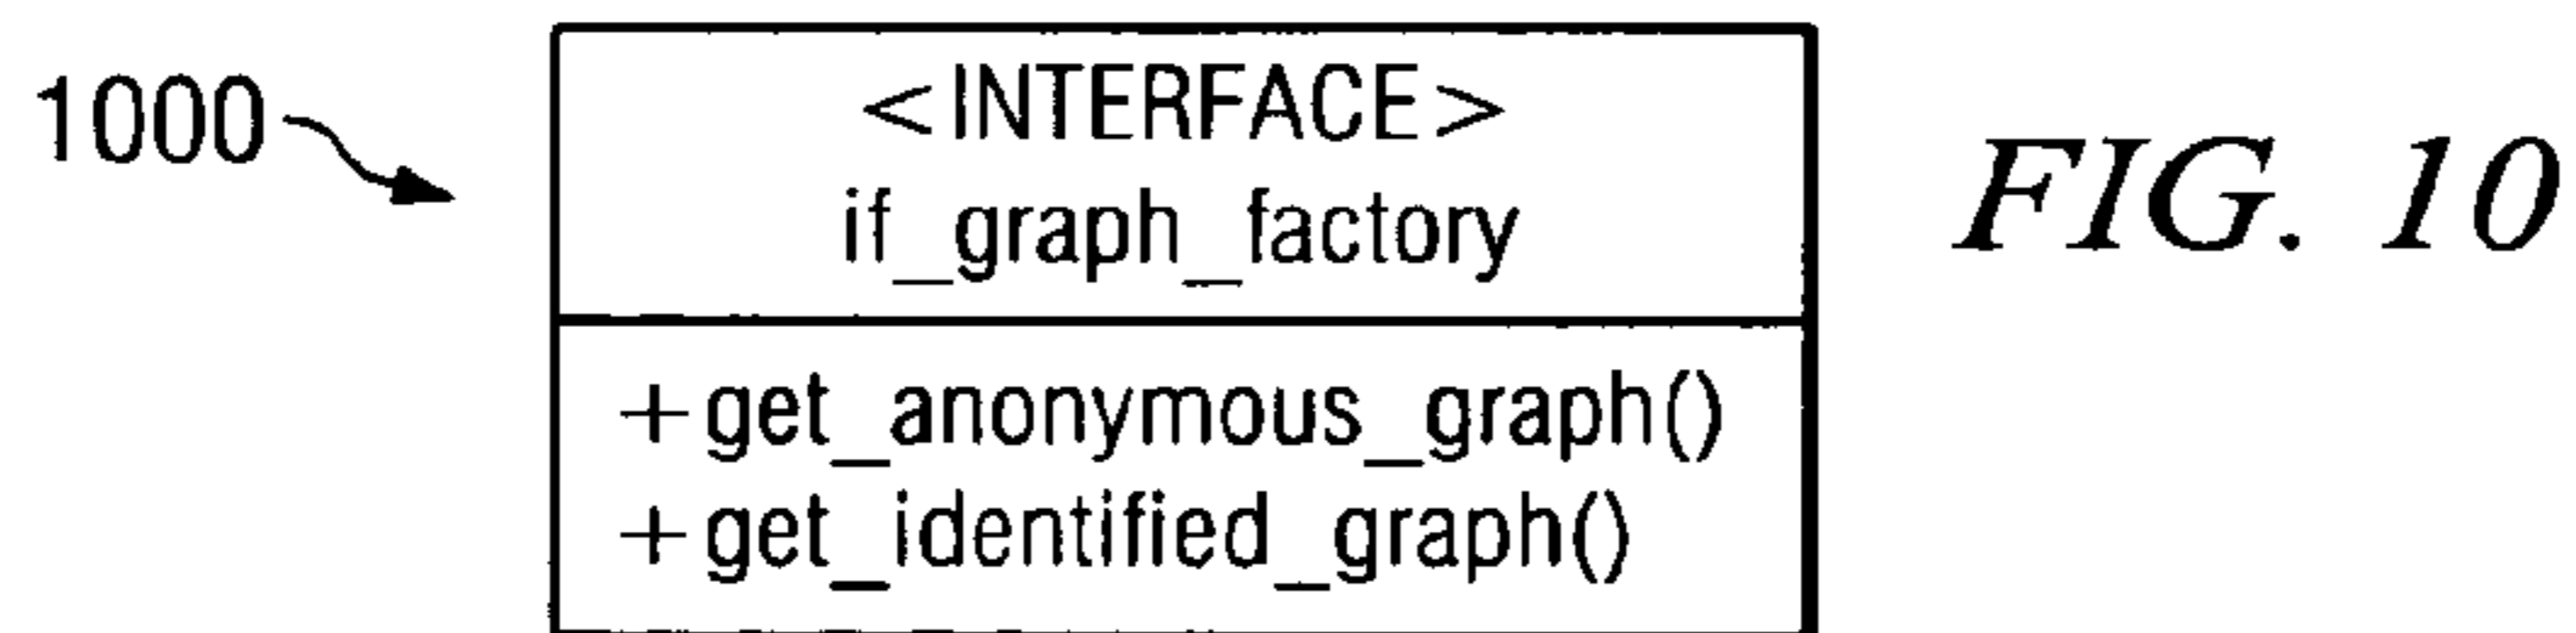 1000
<INTERFACE>
if_graph_factory
+get_anonymous_graph()
+get_identified_graph()
FIG. 10